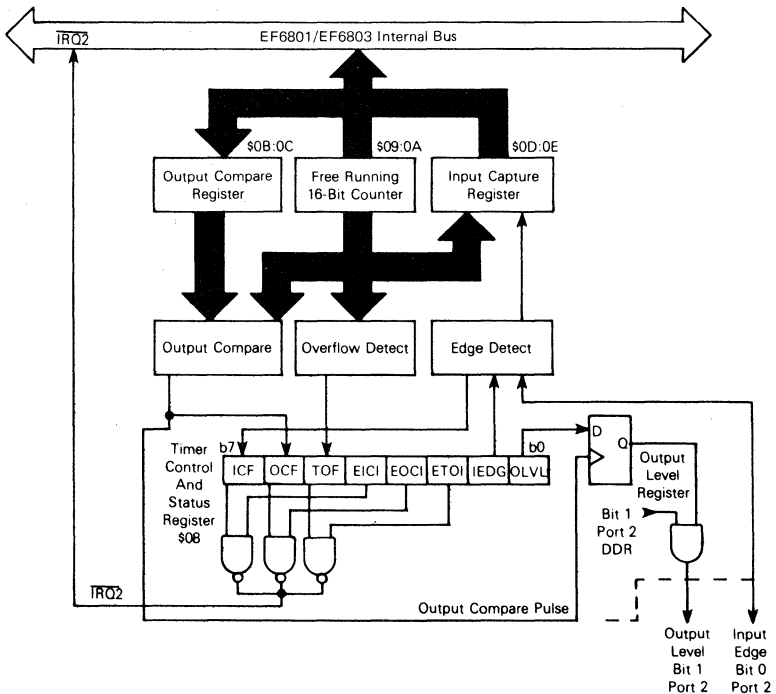 IRQ2
EF6801/EF6803 Internal Bus
$0B:0C
$09:0A
$0D:0E
Output Compare
Register
Free Running
16-Bit Counter
Input Capture
Register
Output Compare
Overflow Detect
Edge Detect
Timer
Control
And
Status
Register
$08
b7
b0
ICF
OCF
TOF
EICI
EOCI
ETOI
IEDG
OLVL
D
Q
Output
Level
Register
Bit 1
Port 2
DDR
IRQ2
Output Compare Pulse
Output
Level
Bit 1
Port 2
Input
Edge
Bit 0
Port 2